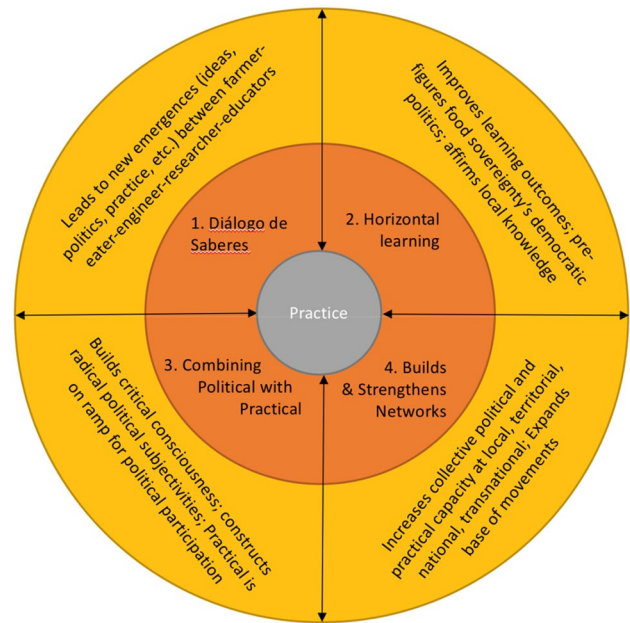 Leads to new emergences (ideas,
politics, practice, etc.) between farmer-
eater-engineer-researcher-educators
Improves learning outcomes; pre-
figures food sovereignty's democratic
politics; affirms local knowledge
1. Diálogo de
Saberes
2. Horizontal
learning
Practice
3. Combining
Political with
Practical
4. Builds
& Strengthens
Networks
Builds critical consciousness; constructs
radical political subjectivities; Practical is
on ramp for political participation
Increases collective political and
practical capacity at local, territorial,
national, transnational; Expands
base of movements